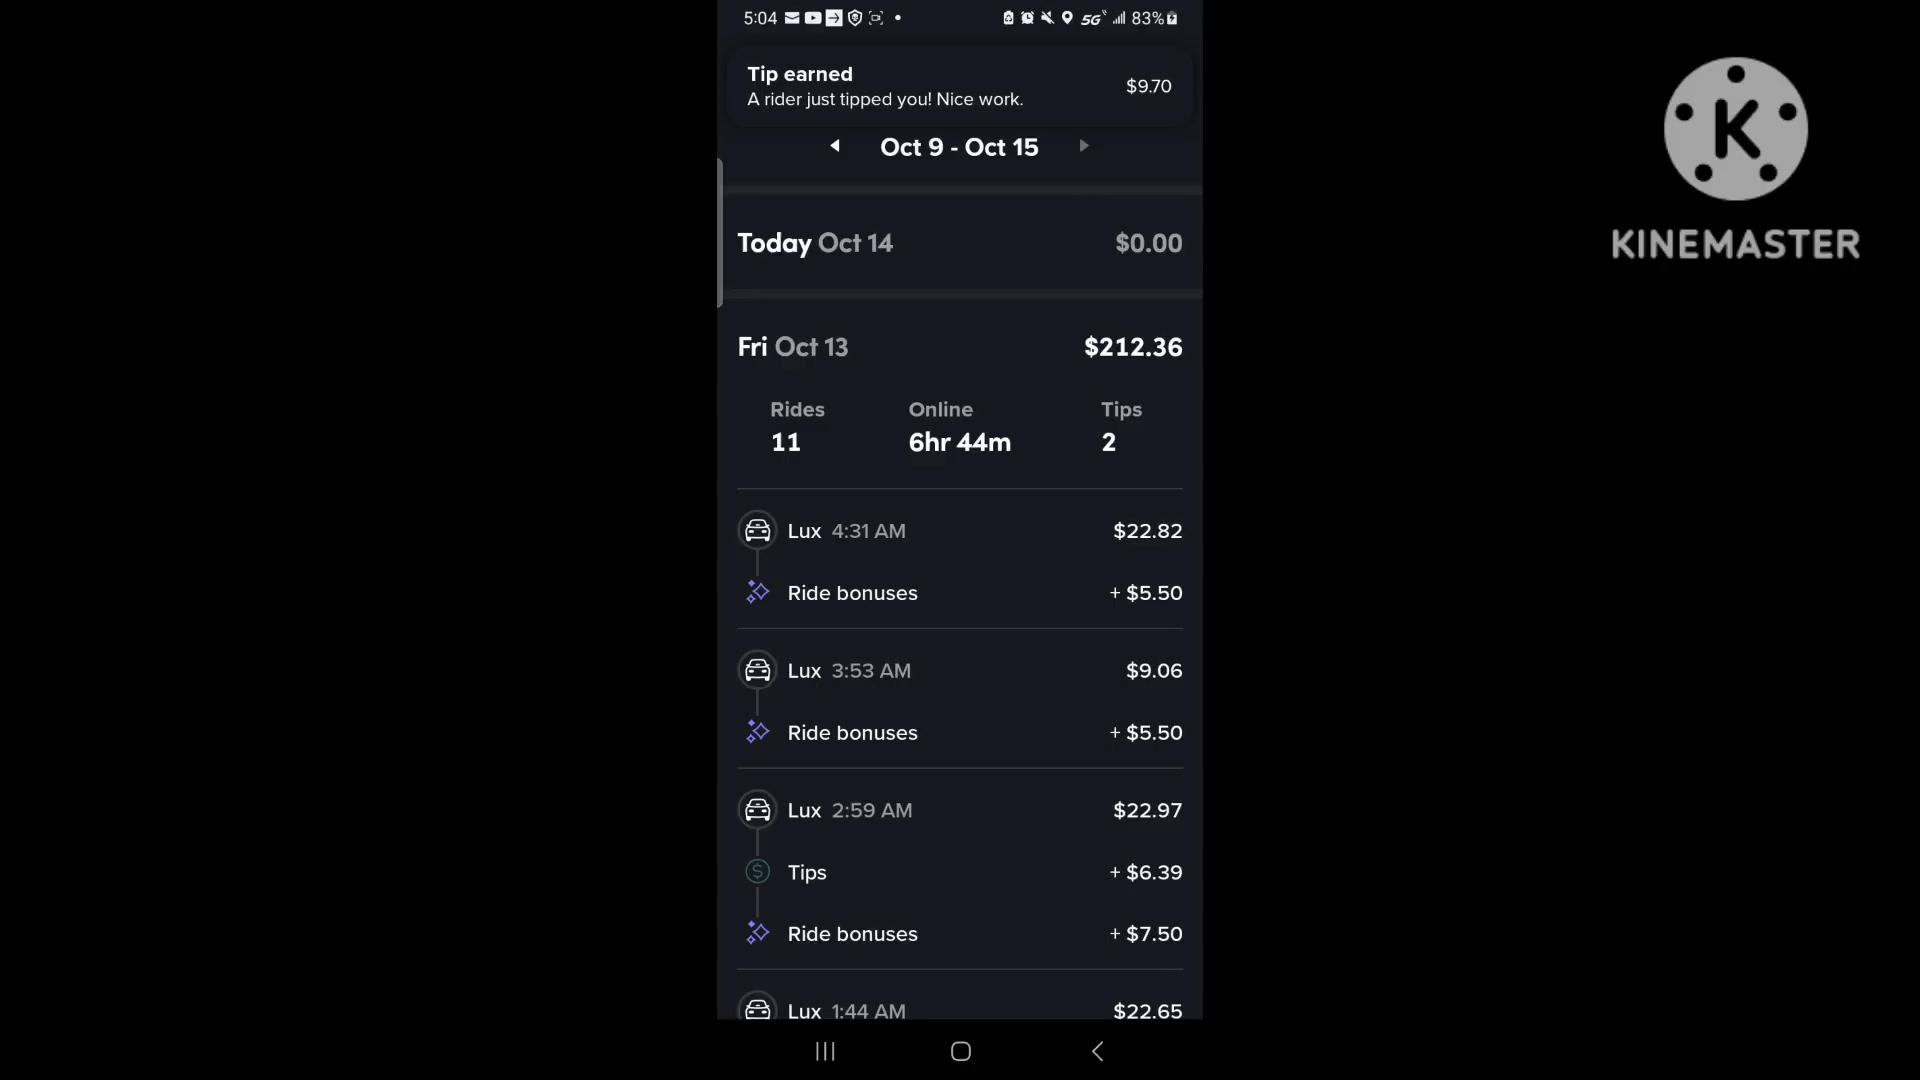 5:04
5G 83%
Tip earned
A rider just tipped you! Nice work.
$9.70
Oct 9 - Oct 15
Today Oct 14 $0.00
Fri Oct 13 $212.36
Rides Online Tips
11 6hr 44m 2
Lux 4:31 AM $22.82
Ride bonuses + $5.50
Lux 3:53 AM $9.06
Ride bonuses + $5.50
Lux 2:59 AM $22.97
Tips + $6.39
Ride bonuses + $7.50
Lux 1:44 AM $22.65
K
KINEMASTER